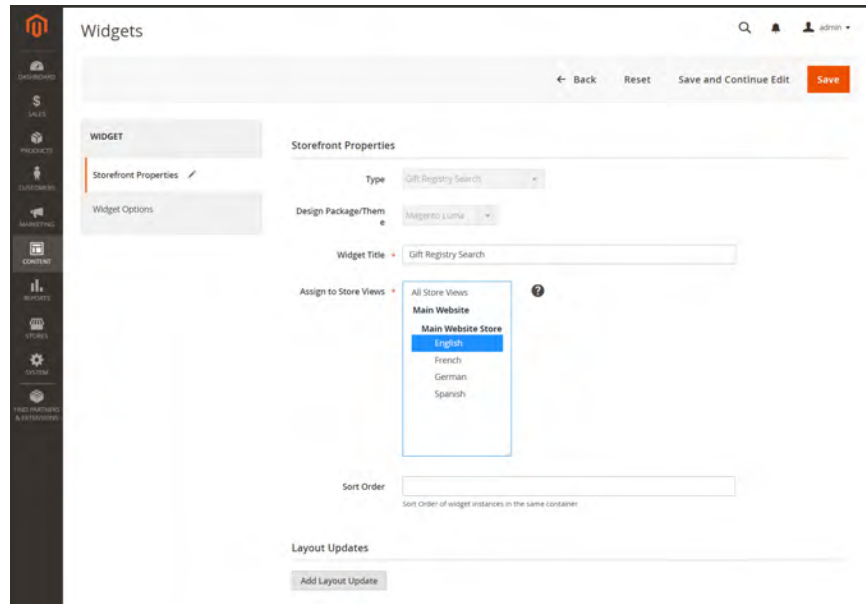 Widgets
admin
DASHBOARD
← Back
Reset
Save and Continue Edit
Save
SALES
PRODUCTS
CUSTOMERS
MARKETING
CONTENT
REPORTS
STORES
SYSTEM
FIND PARTNERS
& EXTENSIONS
WIDGET
Storefront Properties
Widget Options
Storefront Properties
Type
Gift Registry Search
Design Package/Them
e
Magento Luma
Widget Title *
Gift Registry Search
Assign to Store Views *
All Store Views
Main Website
Main Website Store
English
French
German
Spanish
?
Sort Order
Sort Order of widget instances in the same container
Layout Updates
Add Layout Update